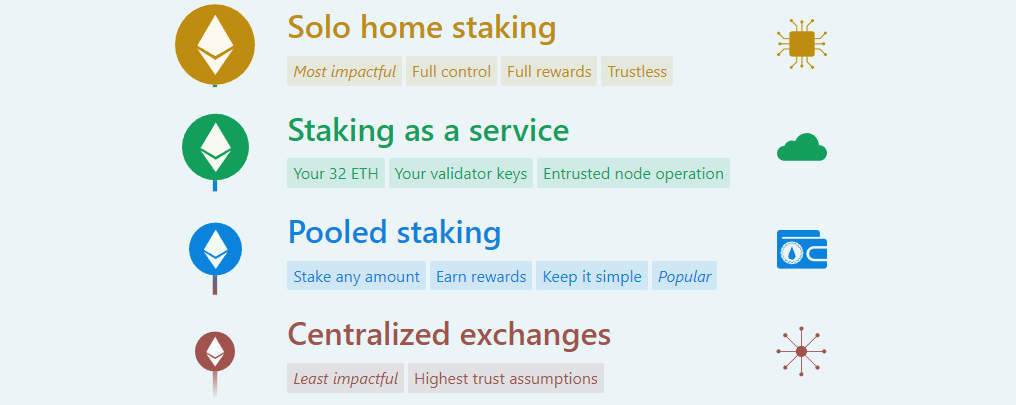 Solo home staking
Most impactful Full control Full rewards Trustless
Staking as a service
Your 32 ETH Your validator keys Entrusted node operation
Pooled staking
Stake any amount Earn rewards Keep it simple Popular
Centralized exchanges
Least impactful Highest trust assumptions